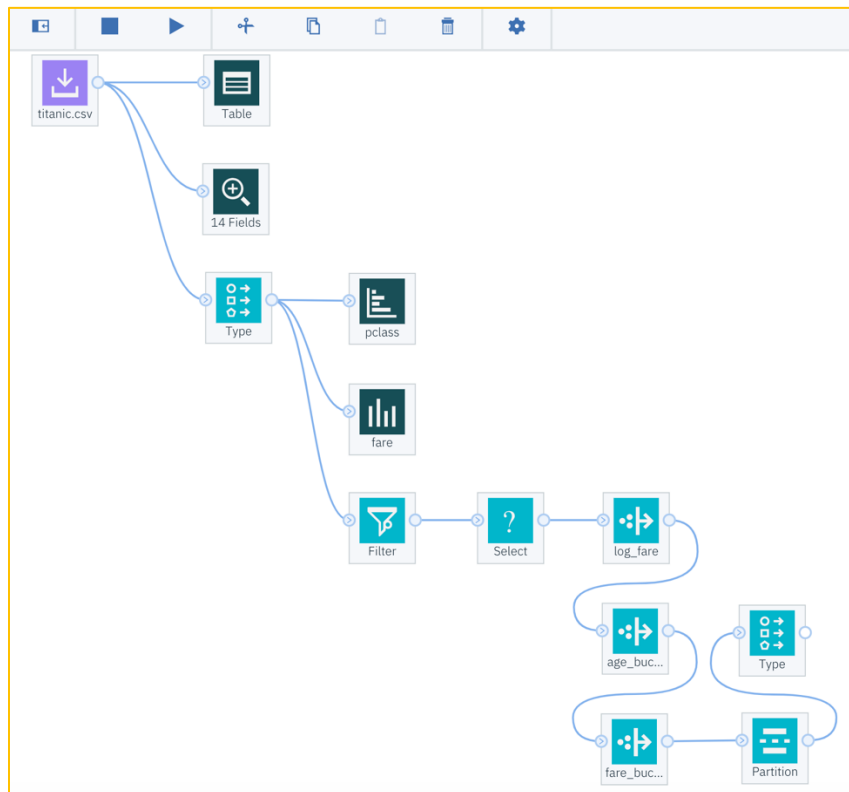 titanic.csv
Table
14 Fields
Type
pclass
fare
?
Filter
Select
log_fare
age_buc...
Type
fare_buc...
Partition